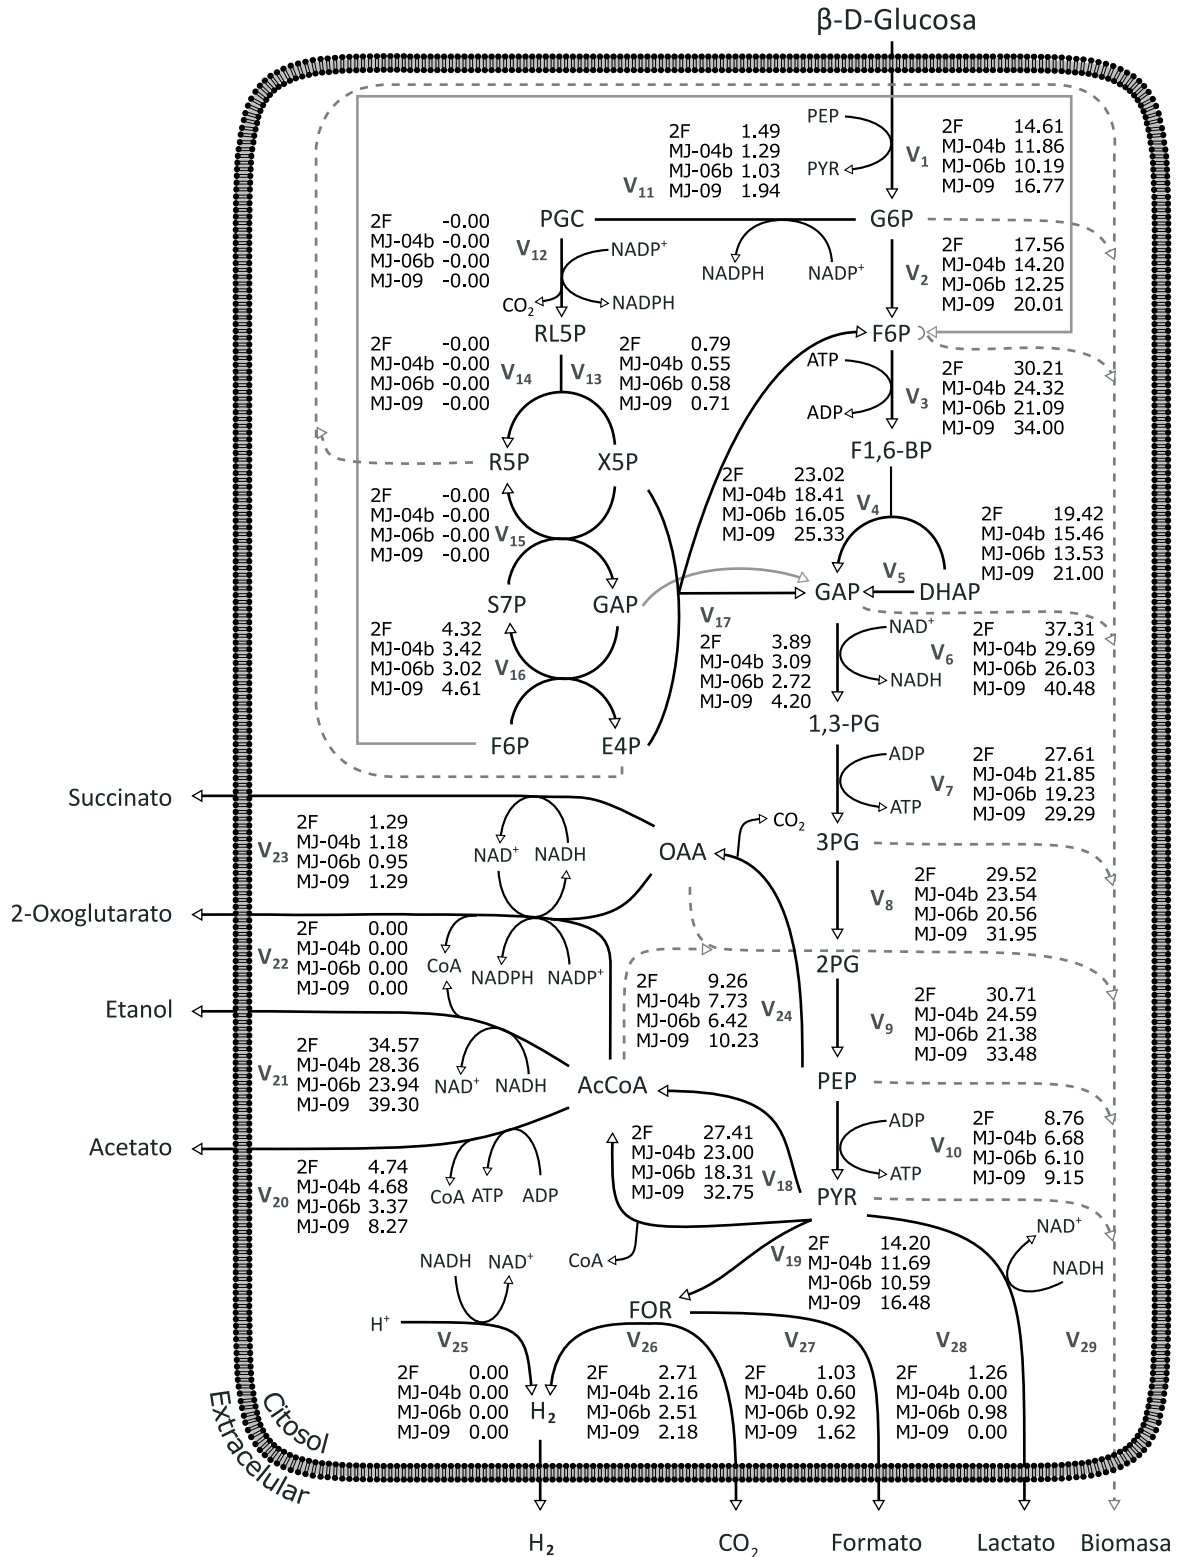 β-D-Glucosa
PEP
PYR
V₁
2F 14.61
MJ-04b 11.86
MJ-06b 10.19
MJ-09 16.77
2F 1.49
MJ-04b 1.29
MJ-06b 1.03
MJ-09 1.94
V₁₁
PGC
G6P
NADPH
NADP⁺
2F -0.00
MJ-04b -0.00
MJ-06b -0.00
MJ-09 -0.00
V₁₂
NADP⁺
CO₂
NADPH
V₂
2F 17.56
MJ-04b 14.20
MJ-06b 12.25
MJ-09 20.01
RL5P
F6P
2F -0.00
MJ-04b -0.00
MJ-06b -0.00
MJ-09 -0.00
V₁₄
V₁₃
2F 0.79
MJ-04b 0.55
MJ-06b 0.58
MJ-09 0.71
ATP
ADP
V₃
2F 30.21
MJ-04b 24.32
MJ-06b 21.09
MJ-09 34.00
R5P
X5P
F1,6-BP
2F 23.02
MJ-04b 18.41
MJ-06b 16.05
MJ-09 25.33
V₄
2F -0.00
MJ-04b -0.00
MJ-06b -0.00
MJ-09 -0.00
V₁₅
2F 19.42
MJ-04b 15.46
MJ-06b 13.53
MJ-09 21.00
V₅
S7P
GAP
GAP
DHAP
V₁₇
2F 3.89
MJ-04b 3.09
MJ-06b 2.72
MJ-09 4.20
2F 4.32
MJ-04b 3.42
MJ-06b 3.02
MJ-09 4.61
V₁₆
NAD⁺
NADH
V₆
2F 37.31
MJ-04b 29.69
MJ-06b 26.03
MJ-09 40.48
F6P
E4P
1,3-PG
ADP
ATP
V₇
2F 27.61
MJ-04b 21.85
MJ-06b 19.23
MJ-09 29.29
Succinato
V₂₃
2F 1.29
MJ-04b 1.18
MJ-06b 0.95
MJ-09 1.29
NAD⁺
NADH
OAA
CO₂
3PG
V₈
2F 29.52
MJ-04b 23.54
MJ-06b 20.56
MJ-09 31.95
2-Oxoglutarato
V₂₂
2F 0.00
MJ-04b 0.00
MJ-06b 0.00
MJ-09 0.00
CoA
NADPH
NADP⁺
2PG
2F 9.26
MJ-04b 7.73
MJ-06b 6.42
MJ-09 10.23
V₂₄
V₉
2F 30.71
MJ-04b 24.59
MJ-06b 21.38
MJ-09 33.48
Etanol
V₂₁
2F 34.57
MJ-04b 28.36
MJ-06b 23.94
MJ-09 39.30
NAD⁺
NADH
AcCoA
PEP
ADP
ATP
V₁₀
2F 8.76
MJ-04b 6.68
MJ-06b 6.10
MJ-09 9.15
Acetato
V₂₀
2F 4.74
MJ-04b 4.68
MJ-06b 3.37
MJ-09 8.27
CoA
ATP
ADP
2F 27.41
MJ-04b 23.00
MJ-06b 18.31
MJ-09 32.75
V₁₈
PYR
CoA
V₁₉
2F 14.20
MJ-04b 11.69
MJ-06b 10.59
MJ-09 16.48
NAD⁺
NADH
NADH
NAD⁺
H⁺
FOR
V₂₅
V₂₆
V₂₇
V₂₈
V₂₉
2F 0.00
MJ-04b 0.00
MJ-06b 0.00
MJ-09 0.00
H₂
2F 2.71
MJ-04b 2.16
MJ-06b 2.51
MJ-09 2.18
2F 1.03
MJ-04b 0.60
MJ-06b 0.92
MJ-09 1.62
2F 1.26
MJ-04b 0.00
MJ-06b 0.98
MJ-09 0.00
Citosol
Extracelular
H₂
CO₂
Formato
Lactato
Biomasa